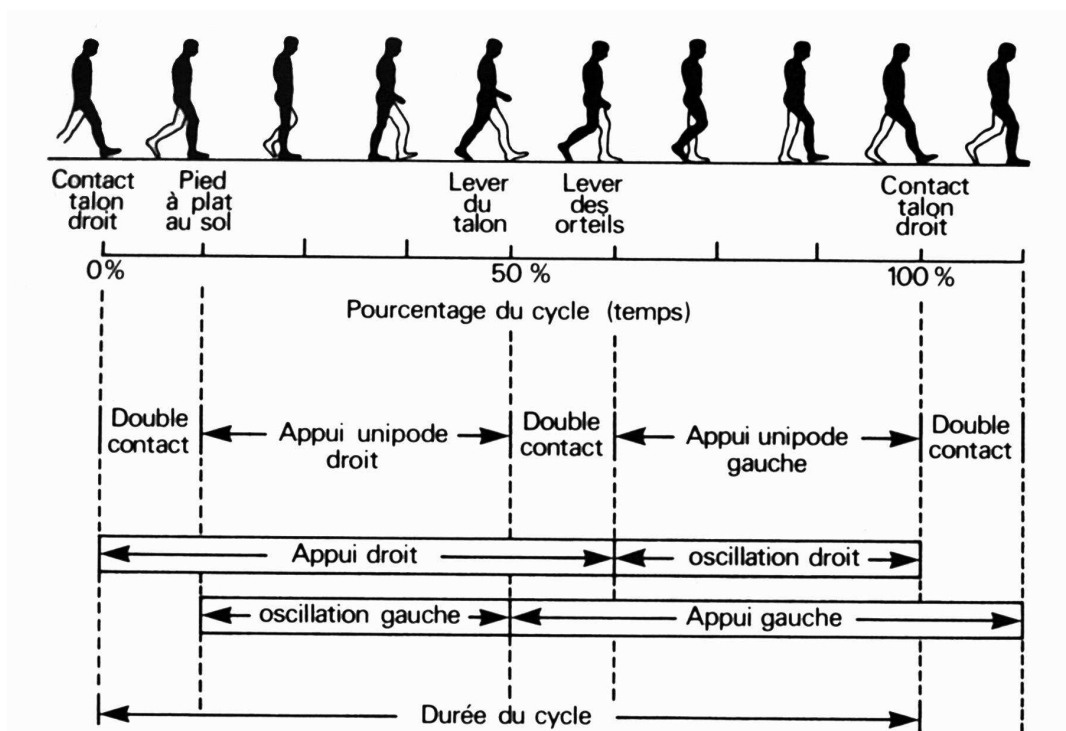 Contact
talon
droit
Pied
à plat
au sol
Lever
du
talon
Lever
des
orteils
Contact
talon
droit
0%
50 %
100 %
Pourcentage du cycle (temps)
Double
contact
Appui unipode
droit
Double
contact
Appui unipode
gauche
Double
contact
Appui droit
oscillation droit
oscillation gauche
Appui gauche
Durée du cycle